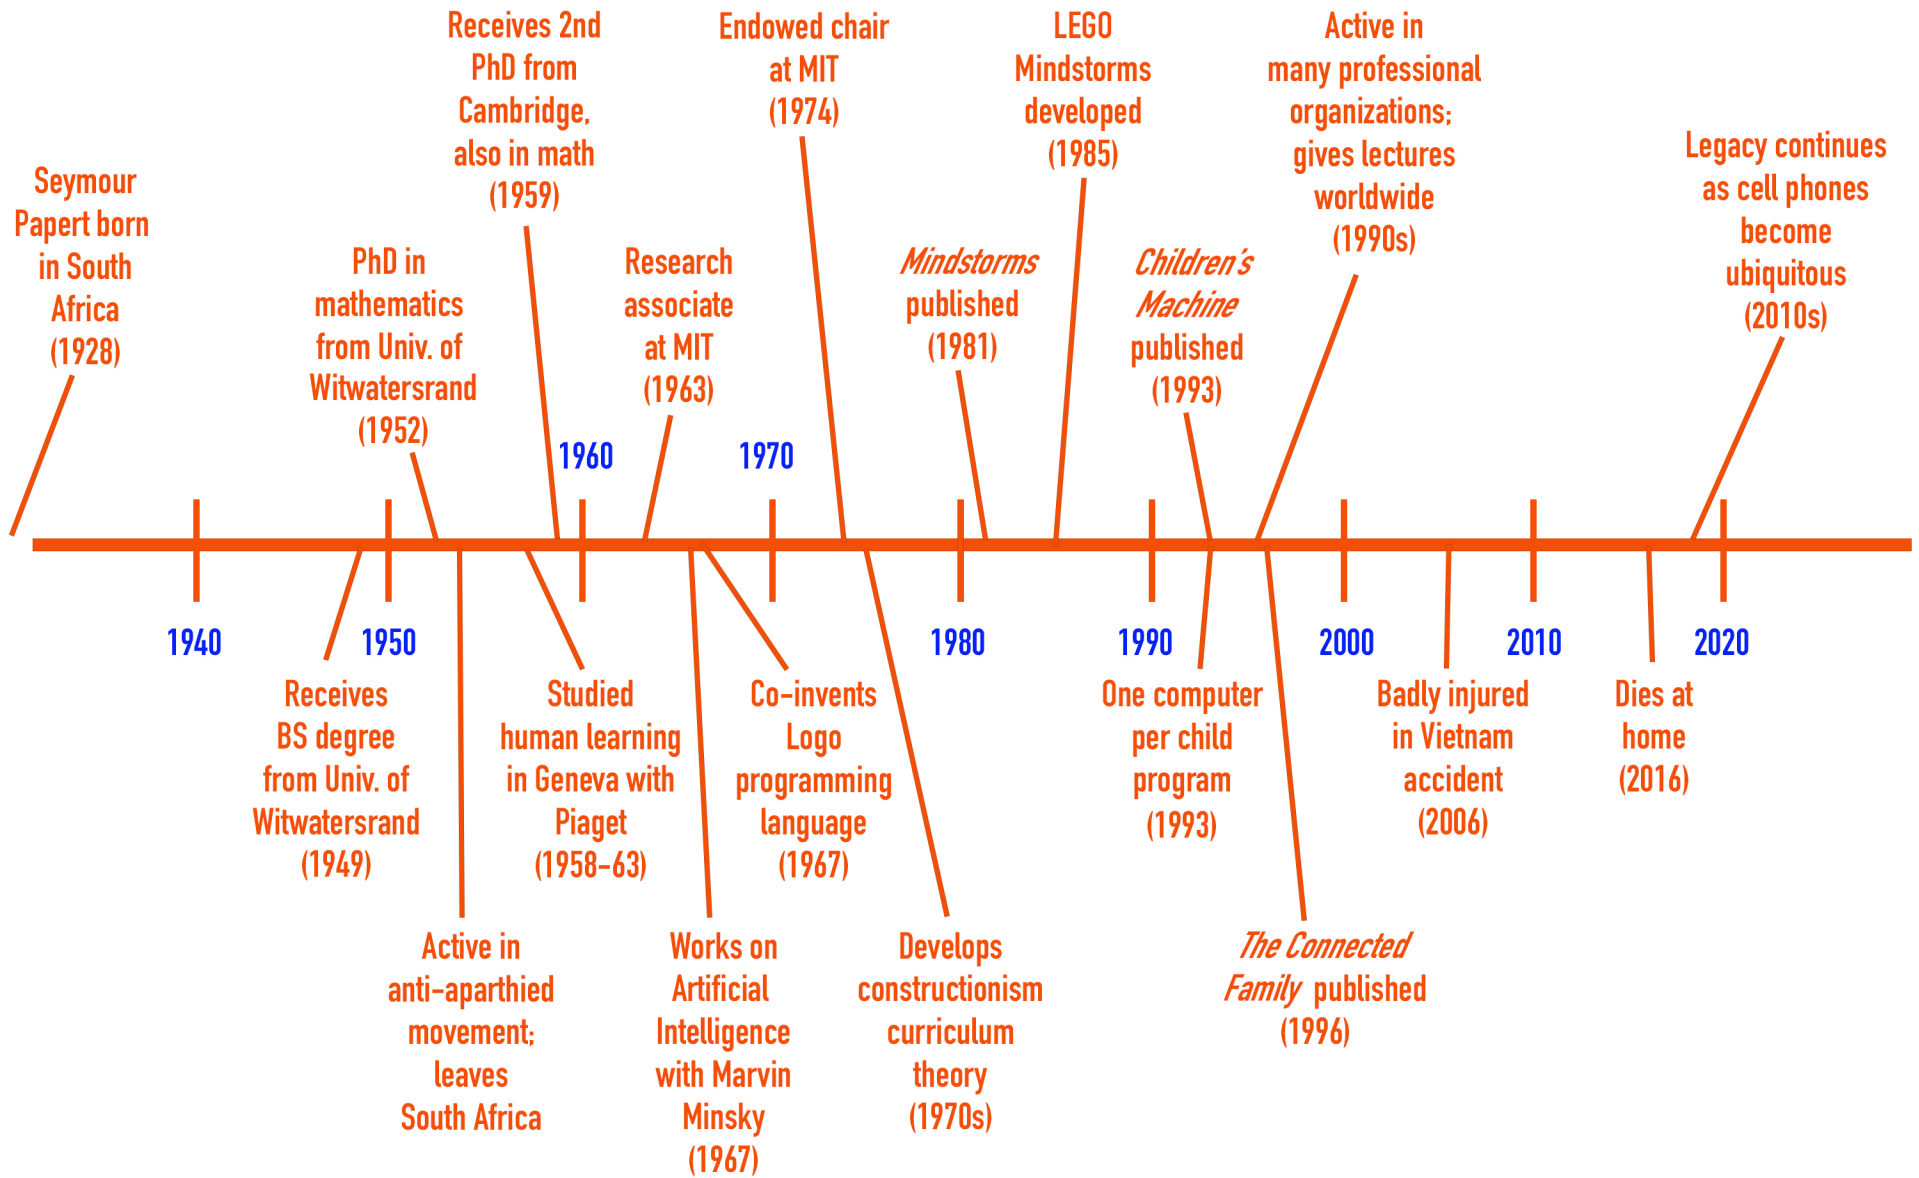 Seymour
Papert born
in South
Africa
(1928)
PhD in
mathematics
from Univ. of
Witwatersrand
(1952)
Receives 2nd
PhD from
Cambridge,
also in math
(1959)
Research
associate
at MIT
(1963)
Endowed chair
at MIT
(1974)
Mindstorms
published
(1981)
LEGO
Mindstorms
developed
(1985)
Children's
Machine
published
(1993)
Active in
many professional
organizations;
gives lectures
worldwide
(1990s)
Legacy continues
as cell phones
become
ubiquitous
(2010s)
1960
1970
1940
1950
1980
1990
2000
2010
2020
Receives
BS degree
from Univ. of
Witwatersrand
(1949)
Active in
anti-aparthied
movement;
leaves
South Africa
Studied
human learning
in Geneva with
Piaget
(1958-63)
Works on
Artificial
Intelligence
with Marvin
Minsky
(1967)
Co-invents
Logo
programming
language
(1967)
Develops
constructionism
curriculum
theory
(1970s)
One computer
per child
program
(1993)
The Connected
Family published
(1996)
Badly injured
in Vietnam
accident
(2006)
Dies at
home
(2016)